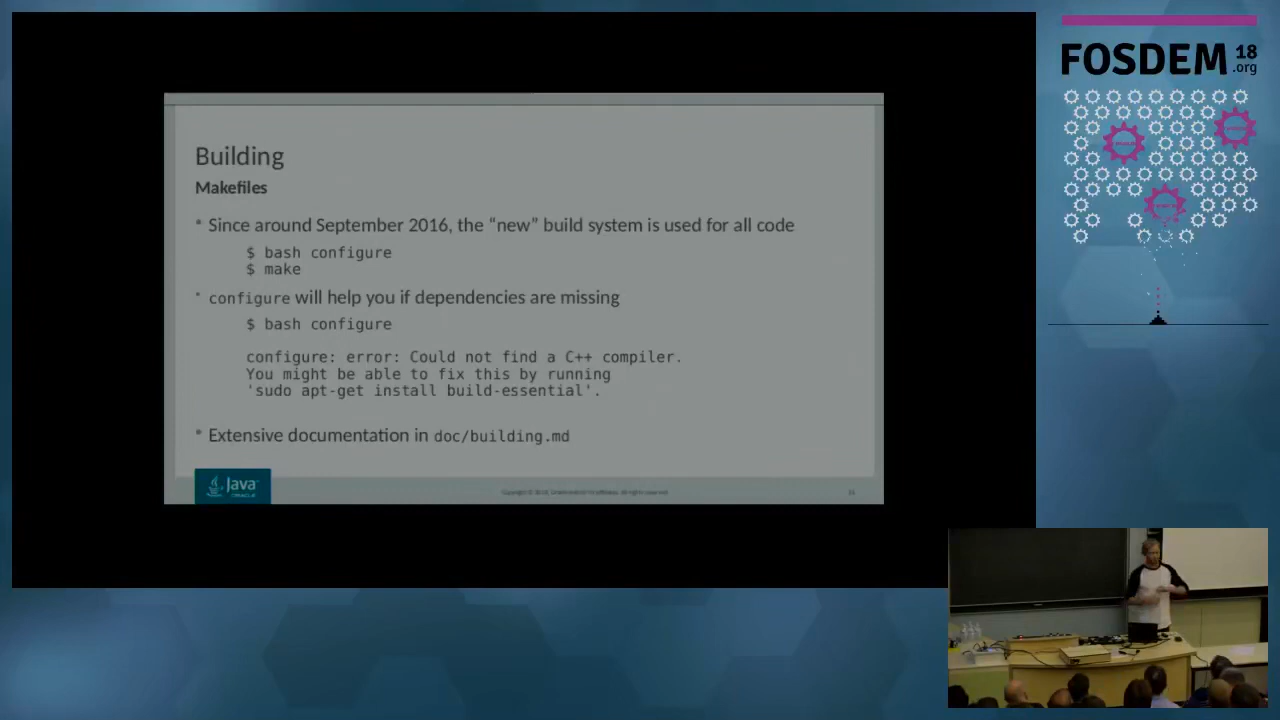 FOSDEM 18
.org
Building
Makefiles
* Since around September 2016, the “new” build system is used for all code
$ bash configure
$ make
* configure will help you if dependencies are missing
$ bash configure
configure: error: Could not find a C++ compiler.
You might be able to fix this by running
'sudo apt-get install build-essential'.
* Extensive documentation in doc/building.md
Java
ORACLE